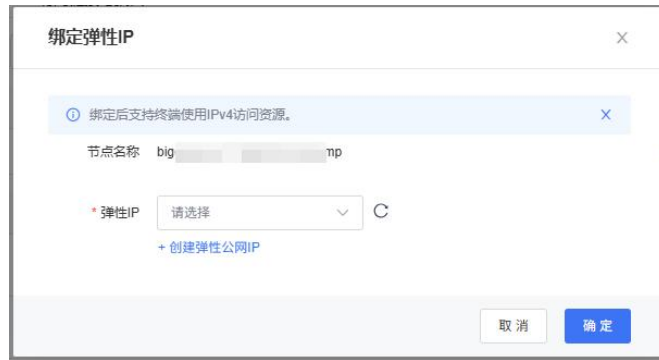 绑定弹性IP
绑定后支持终端使用IPv4访问资源。
节点名称 big mp
* 弹性IP 请选择
+ 创建弹性公网IP
取消 确定